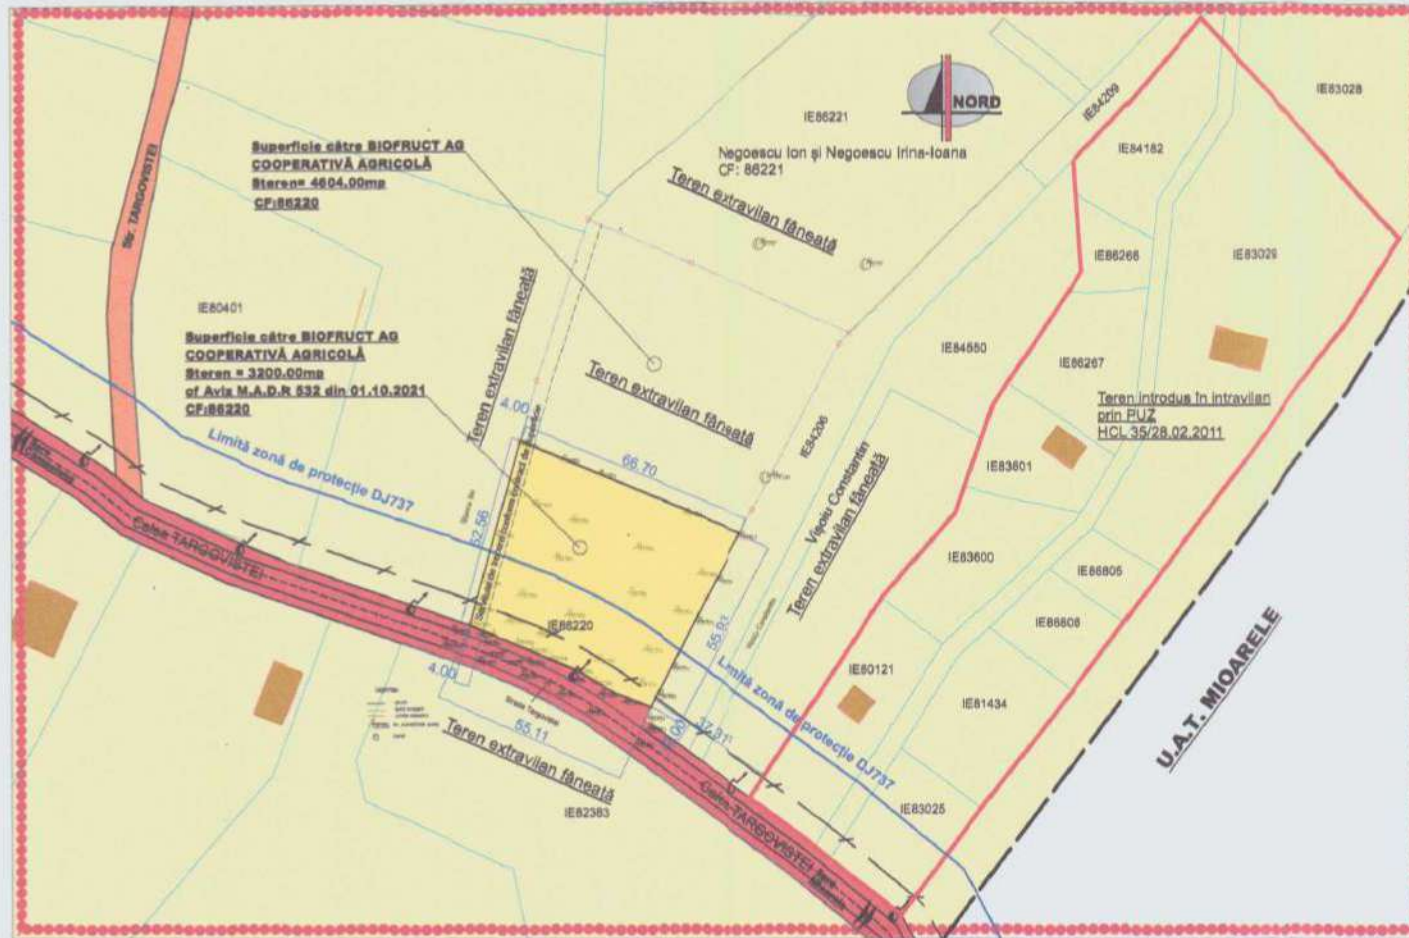 NORD
IE83028
IE84209
IE86221
Negoescu Ion și Negoescu Irina-Ioana
CF: 86221
Teren extravilan fâneață
IE84182
Superficie către BIOFRUCT AG
COOPERATIVĂ AGRICOLĂ
Steren= 4604.00mp
CF:86220
Str. TARGOVISTEI
IE86266
IE83029
IE80401
Superficie către BIOFRUCT AG
COOPERATIVĂ AGRICOLĂ
Steren = 3200.00mp
cf Aviz M.A.D.R 532 din 01.10.2021
CF:86220
Teren extravilan fâneață
Teren extravilan fâneață
IE84550
IE86267
Teren introdus în intravilan
prin PUZ
HCL 35/28.02.2011
IE84206
Vișoiu Constantin
Teren extravilan fâneață
4.00
66.70
Limită zonă de protecție DJ737
52.56
IE83601
IE83600
IE86805
IE86806
Calea TARGOVISTEI
IE86220
55.93
Limită zonă de protecție DJ737
IE80121
IE81434
U.A.T. MIOARELE
4.00
Strada Targovistei
55.11
Teren extravilan fâneață
IE82383
37.31
Calea TARGOVISTEI
IE83025